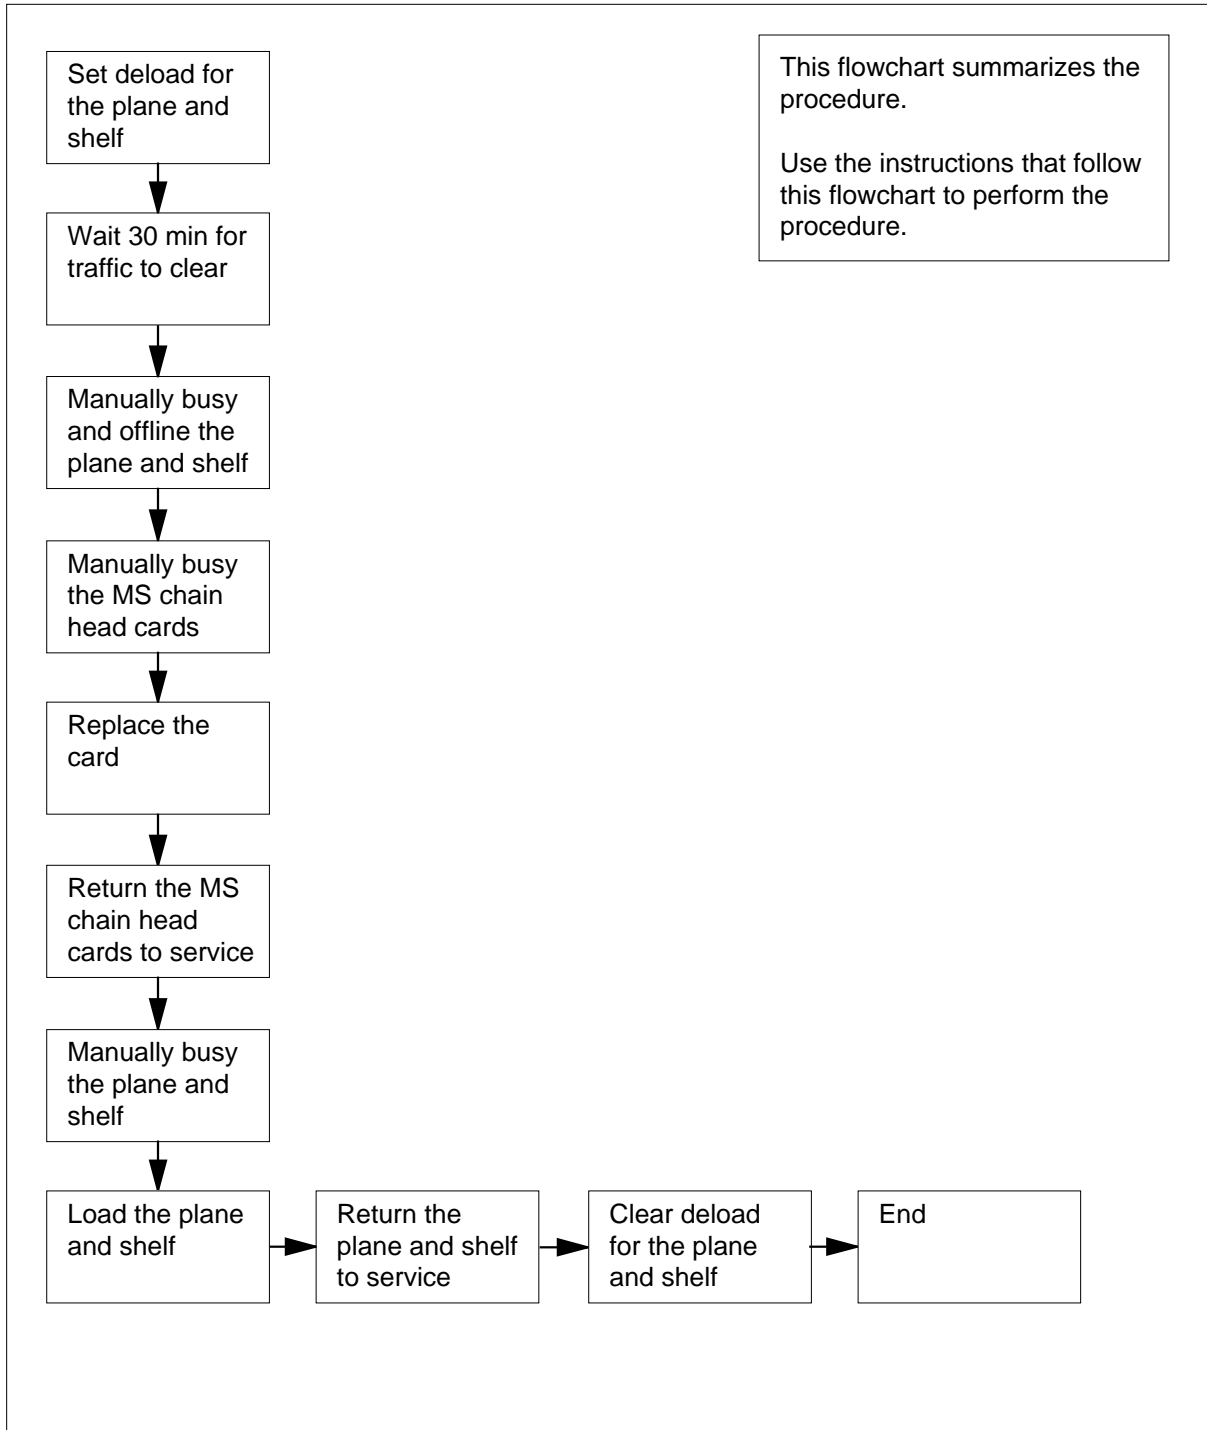 Set deload for
the plane and
shelf
This flowchart summarizes the
procedure.
Use the instructions that follow
this flowchart to perform the
procedure.
Wait 30 min for
traffic to clear
Manually busy
and offline the
plane and shelf
Manually busy
the MS chain
head cards
Replace the
card
Return the MS
chain head
cards to service
Manually busy
the plane and
shelf
Load the plane
and shelf
Return the
plane and shelf
to service
Clear deload
for the plane
and shelf
End